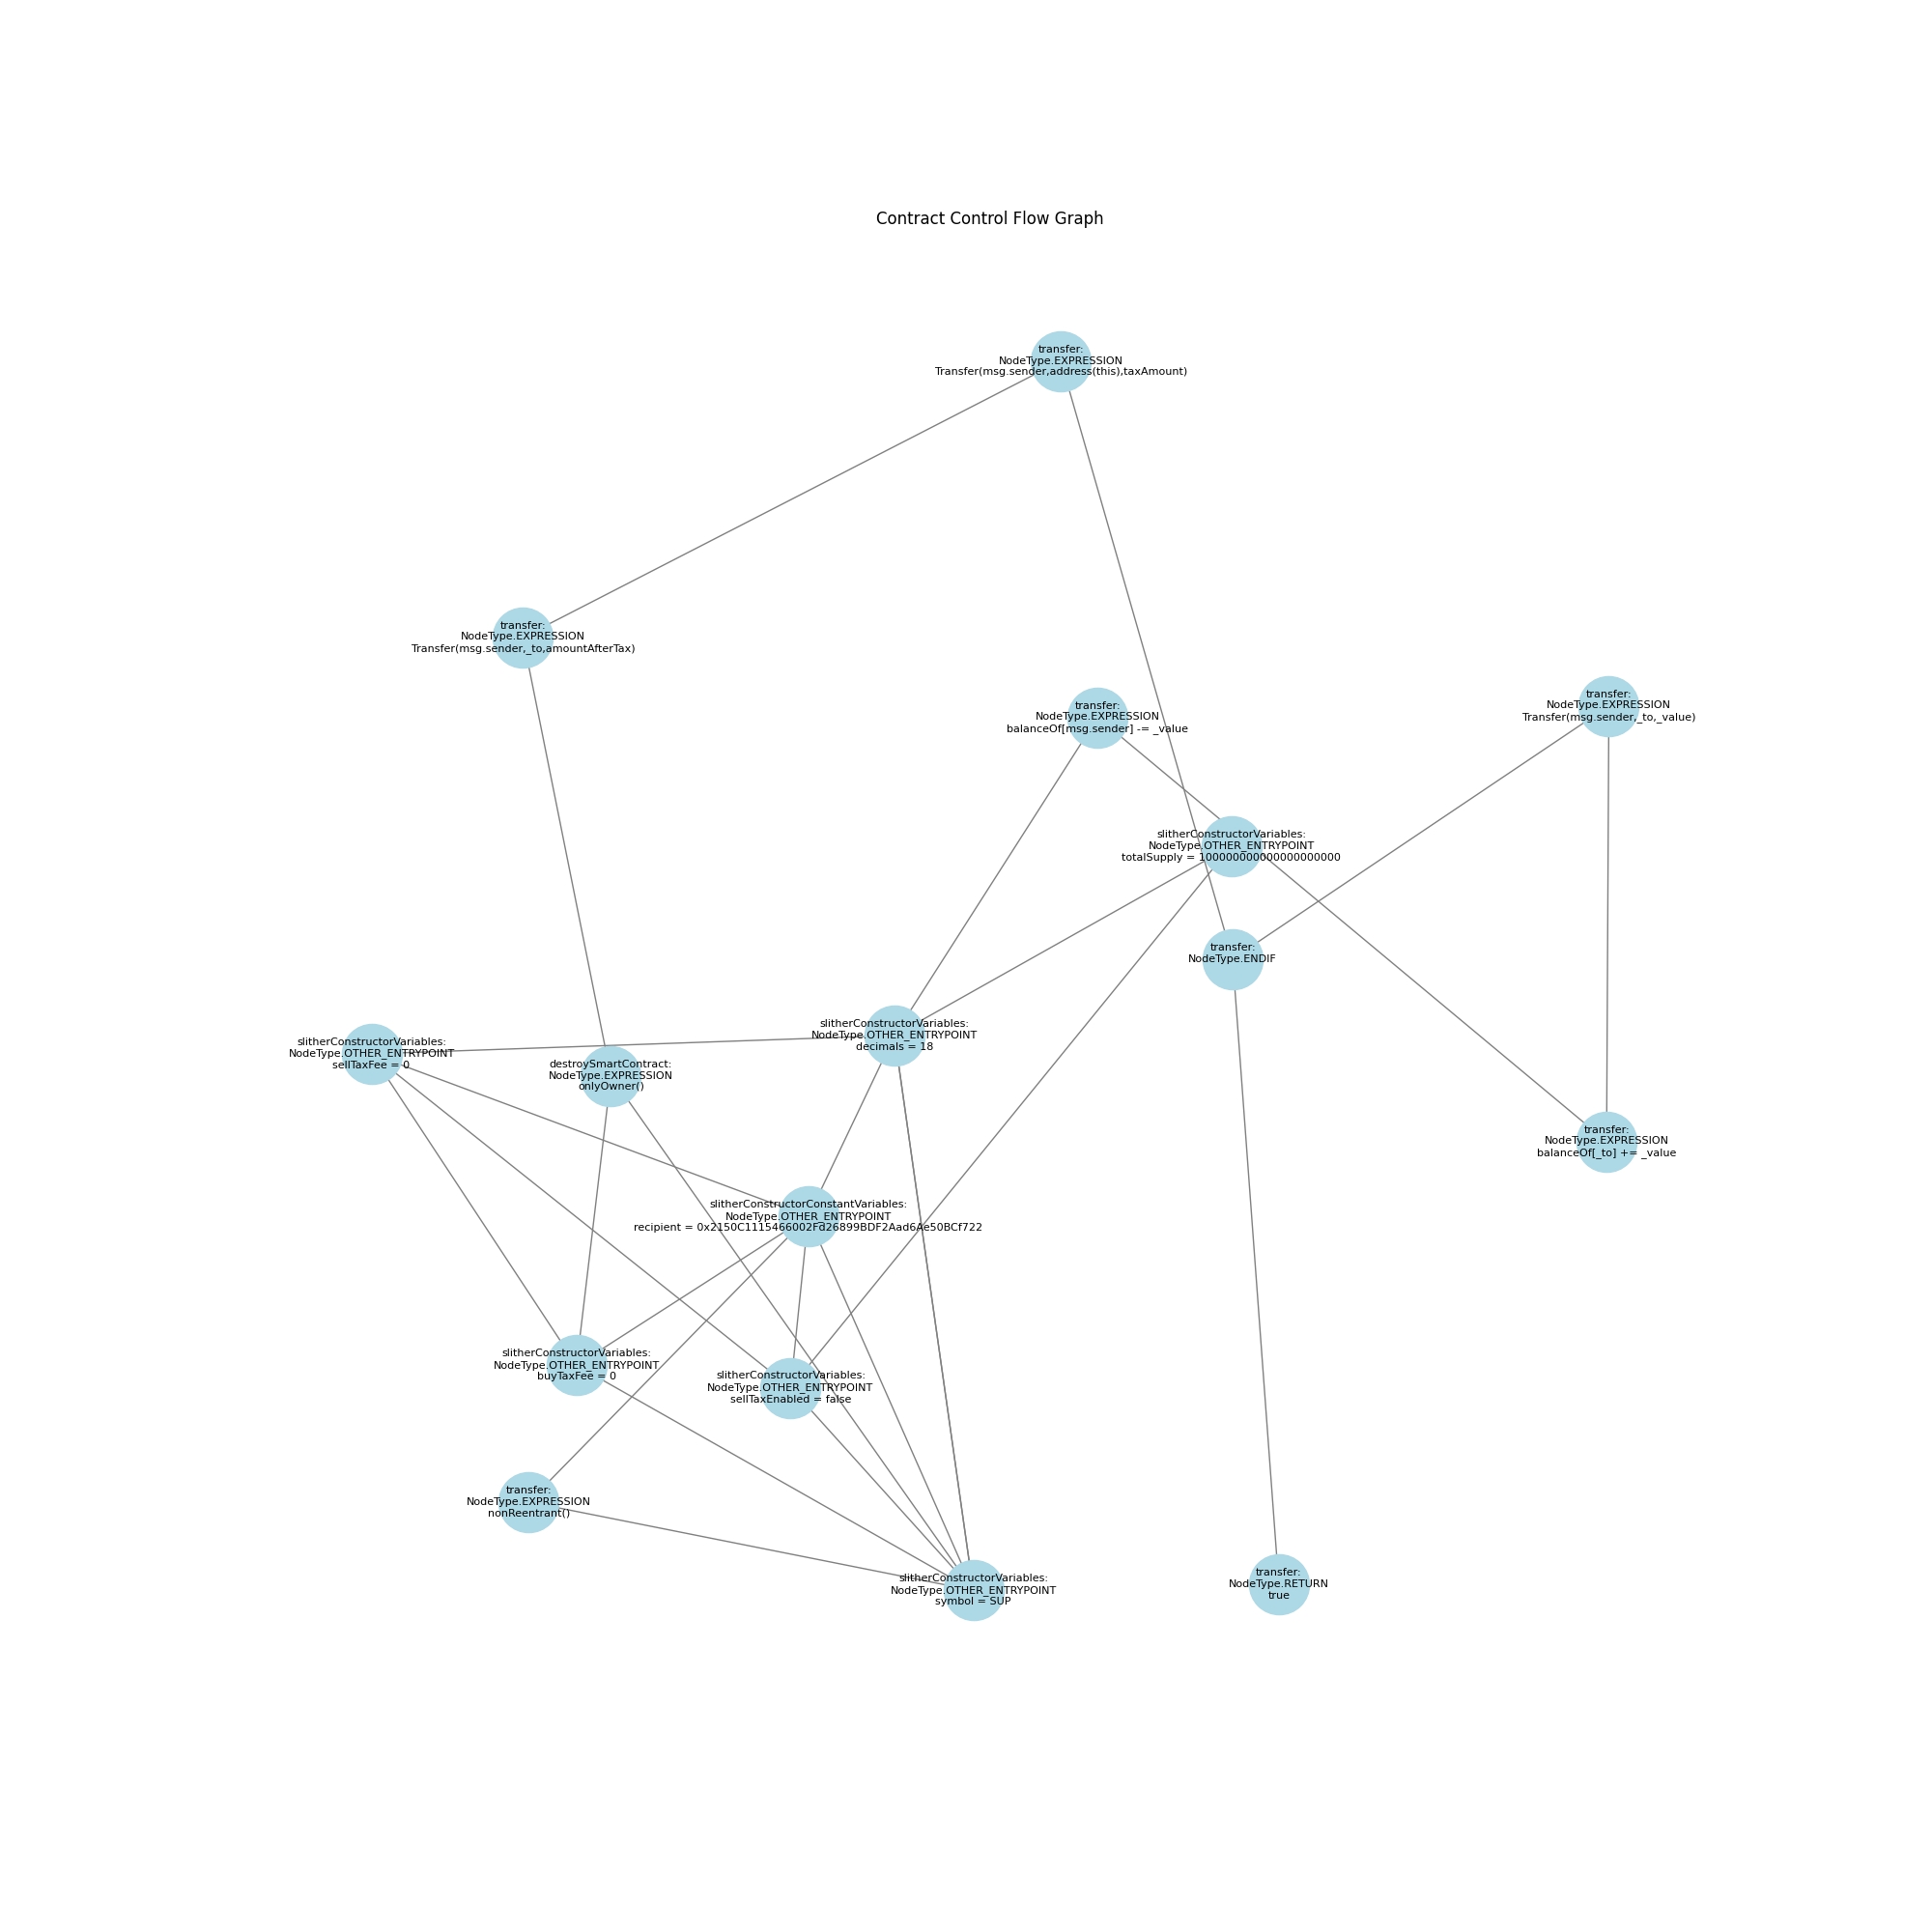 Contract Control Flow Graph
transfer:
NodeType.EXPRESSION
Transfer(msg.sender,address(this),taxAmount)
transfer:
NodeType.EXPRESSION
Transfer(msg.sender,_to,amountAfterTax)
transfer:
NodeType.EXPRESSION
balanceOf[msg.sender] -= _value
transfer:
NodeType.EXPRESSION
Transfer(msg.sender,_to,_value)
slitherConstructorVariables:
NodeType.OTHER_ENTRYPOINT
totalSupply = 100000000000000000000
transfer:
NodeType.ENDIF
slitherConstructorVariables:
NodeType.OTHER_ENTRYPOINT
decimals = 18
slitherConstructorVariables:
NodeType.OTHER_ENTRYPOINT
sellTaxFee = 0
destroySmartContract:
NodeType.EXPRESSION
onlyOwner()
transfer:
NodeType.EXPRESSION
balanceOf[_to] += _value
slitherConstructorConstantVariables:
NodeType.OTHER_ENTRYPOINT
recipient = 0x2150C1115466002Fd26899BDF2Aad6Ae50BCf722
slitherConstructorVariables:
NodeType.OTHER_ENTRYPOINT
buyTaxFee = 0
slitherConstructorVariables:
NodeType.OTHER_ENTRYPOINT
sellTaxEnabled = false
transfer:
NodeType.EXPRESSION
nonReentrant()
slitherConstructorVariables:
NodeType.OTHER_ENTRYPOINT
symbol = SUP
transfer:
NodeType.RETURN
true